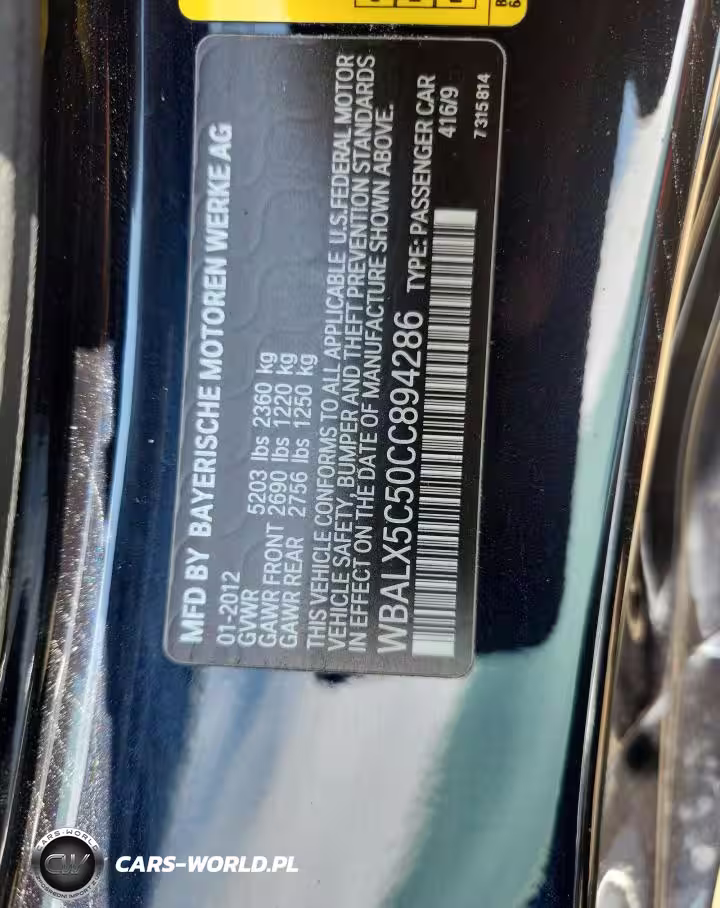 MFD BY BAYERISCHE MOTOREN WERKE AG
01-2012
GVWR 5203 lbs 2360 kg
GAWR FRONT 2690 lbs 1220 kg
GAWR REAR 2756 lbs 1250 kg
THIS VEHICLE CONFORMS TO ALL APPLICABLE U.S.FEDERAL MOTOR
VEHICLE SAFETY, BUMPER AND THEFT PREVENTION STANDARDS
IN EFFECT ON THE DATE OF MANUFACTURE SHOWN ABOVE.
WBALX5C50CC894286 TYPE: PASSENGER CAR
416/9
7 315 814
CARS-WORLD
CW
CARS-WORLD.PL